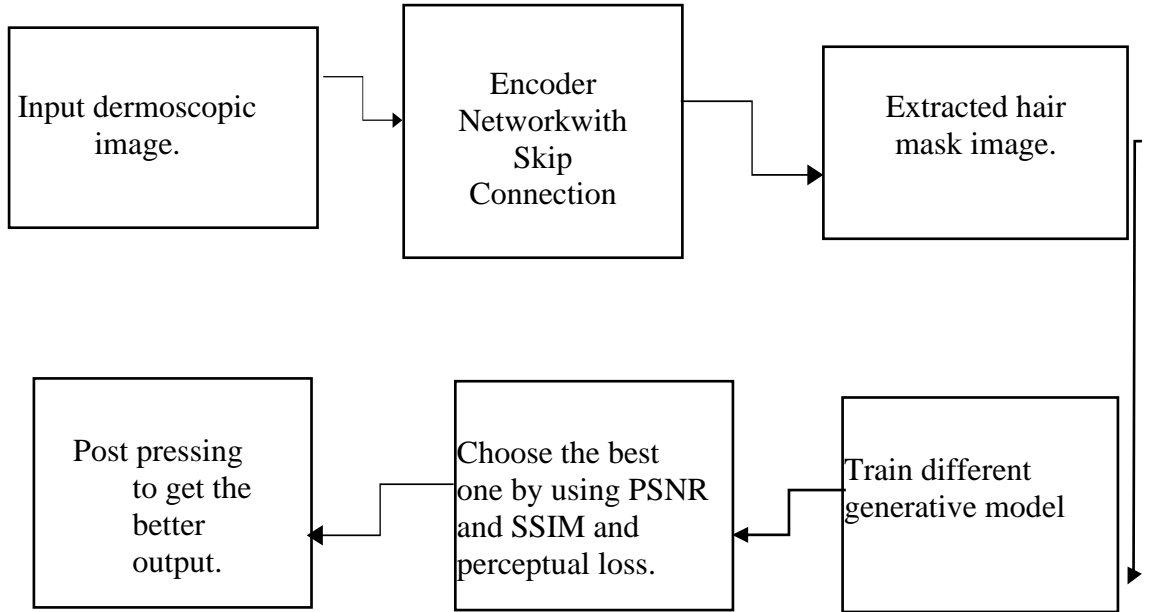 Input dermoscopic
image.
Encoder
Networkwith
Skip
Connection
Extracted hair
mask image.
Train different
generative model
Choose the best
one by using PSNR
and SSIM and
perceptual loss.
Post pressing
to get the
better
output.